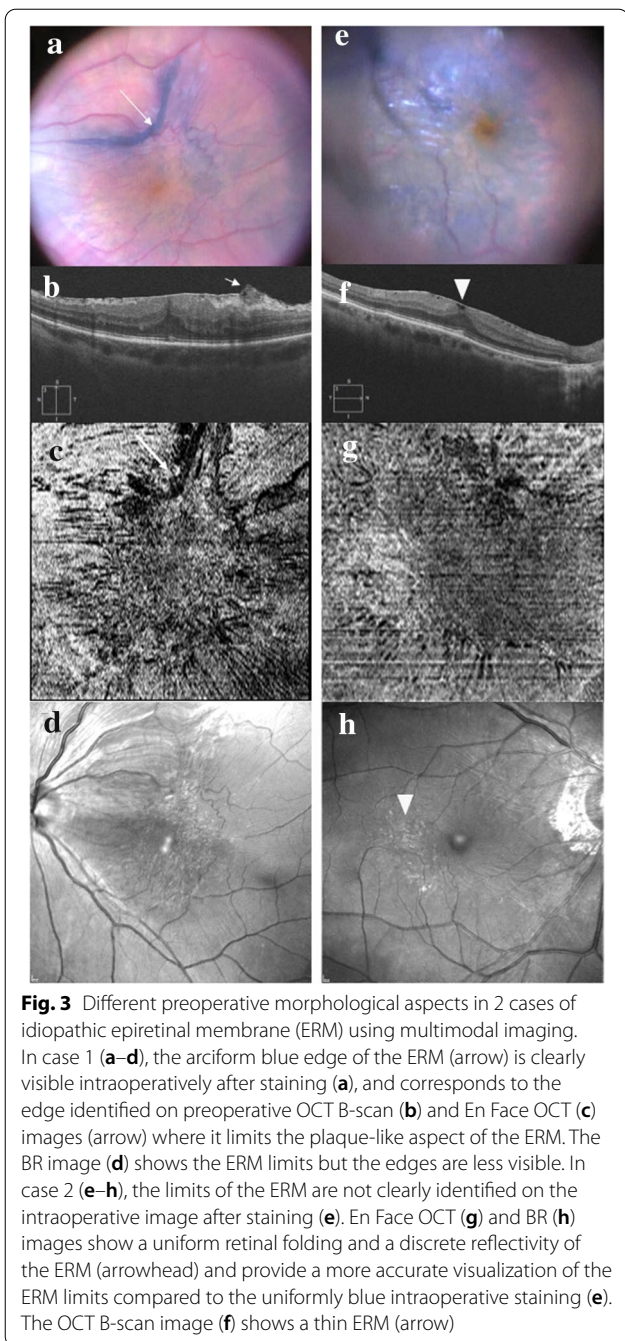 a
e
b
f
c
g
d
h
Fig. 3 Different preoperative morphological aspects in 2 cases of
idiopathic epiretinal membrane (ERM) using multimodal imaging.
In case 1 (a–d), the arciform blue edge of the ERM (arrow) is clearly
visible intraoperatively after staining (a), and corresponds to the
edge identified on preoperative OCT B-scan (b) and En Face OCT (c)
images (arrow) where it limits the plaque-like aspect of the ERM. The
BR image (d) shows the ERM limits but the edges are less visible. In
case 2 (e–h), the limits of the ERM are not clearly identified on the
intraoperative image after staining (e). En Face OCT (g) and BR (h)
images show a uniform retinal folding and a discrete reflectivity of
the ERM (arrowhead) and provide a more accurate visualization of the
ERM limits compared to the uniformly blue intraoperative staining (e).
The OCT B-scan image (f) shows a thin ERM (arrow)